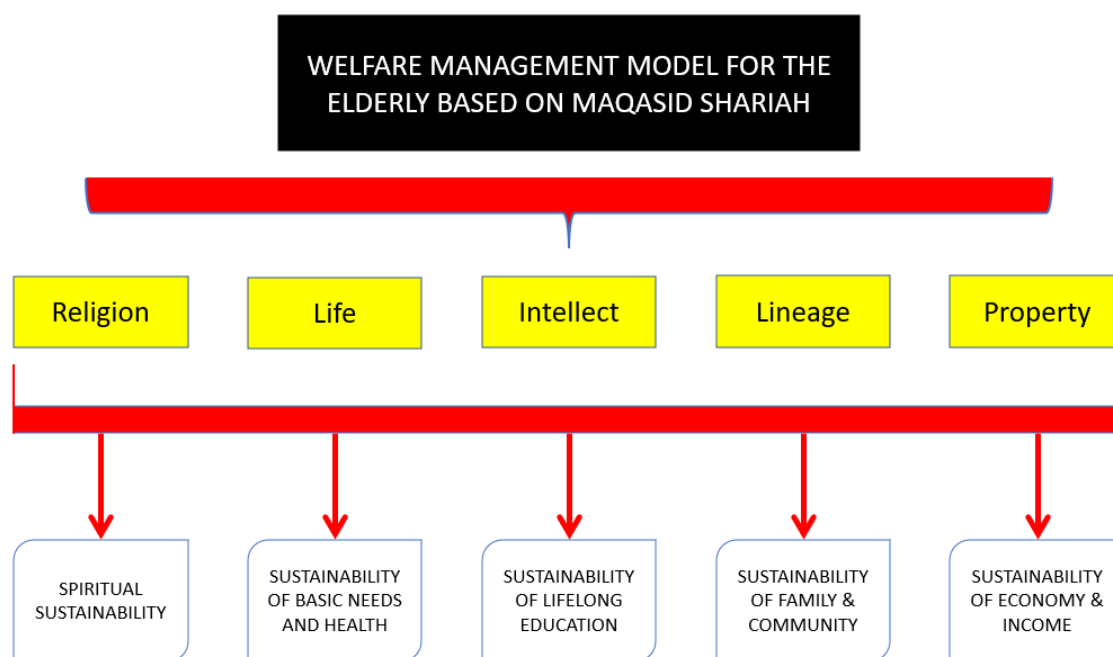 WELFARE MANAGEMENT MODEL FOR THE
ELDERLY BASED ON MAQASID SHARIAH
Religion
Life
Intellect
Lineage
Property
SPIRITUAL
SUSTAINABILITY
SUSTAINABILITY
OF BASIC NEEDS
AND HEALTH
SUSTAINABILITY
OF LIFELONG
EDUCATION
SUSTAINABILITY
OF FAMILY &
COMMUNITY
SUSTAINABILITY
OF ECONOMY &
INCOME